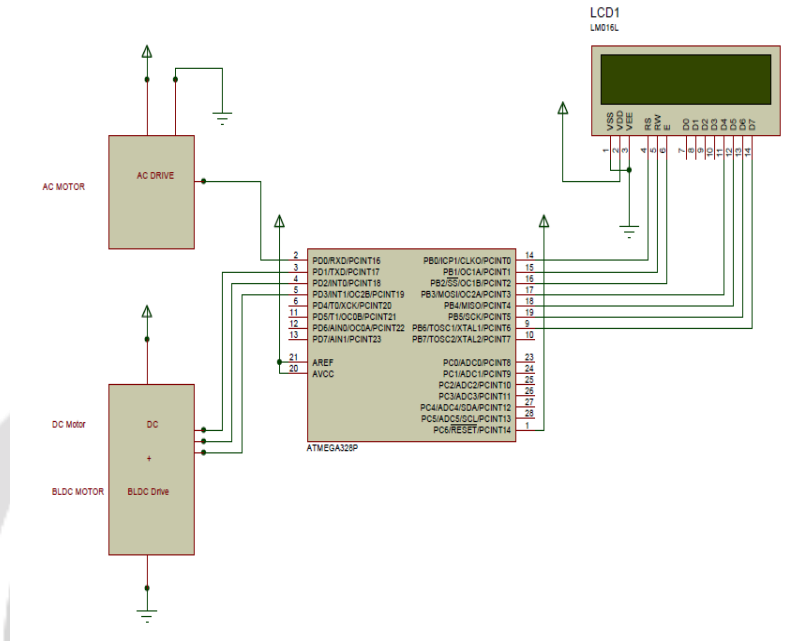 LCD1
LM016L
VSS
VDD
VEE
RS
RW
E
D0
D1
D2
D3
D4
D5
D6
D7
1
2
3
4
5
6
7
8
9
10
11
12
13
14
AC MOTOR
AC DRIVE
2 PD0/RXD/PCINT16
3 PD1/TXD/PCINT17
4 PD2/INT0/PCINT18
5 PD3/INT1/OC2B/PCINT19
6 PD4/T0/XCK/PCINT20
11 PD5/T1/OC0B/PCINT21
12 PD6/AIN0/OC0A/PCINT22
13 PD7/AIN1/PCINT23
21 AREF
20 AVCC
PB0/ICP1/CLKO/PCINT0 14
PB1/OC1A/PCINT1 15
PB2/SS/OC1B/PCINT2 16
PB3/MOSI/OC2A/PCINT3 17
PB4/MISO/PCINT4 18
PB5/SCK/PCINT5 19
PB6/TOSC1/XTAL1/PCINT6 9
PB7/TOSC2/XTAL2/PCINT7 10
PC0/ADC0/PCINT8 23
PC1/ADC1/PCINT9 24
PC2/ADC2/PCINT10 25
PC3/ADC3/PCINT11 26
PC4/ADC4/SDA/PCINT12 27
PC5/ADC5/SCL/PCINT13 28
PC6/RESET/PCINT14 1
ATMEGA328P
DC Motor
DC
+
BLDC MOTOR
BLDC Drive